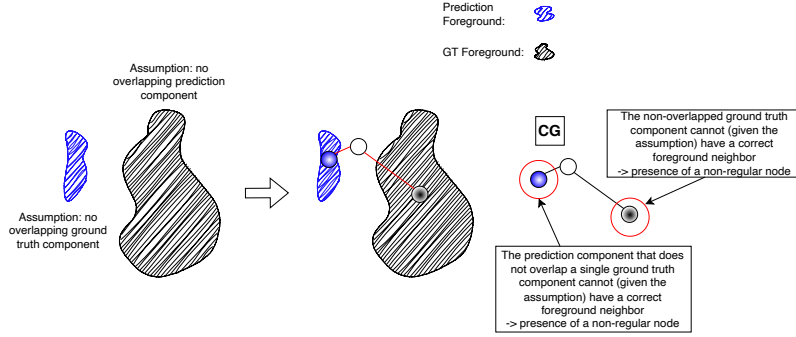 Prediction
Foreground:
GT Foreground:
Assumption: no
overlapping prediction
component
Assumption: no
overlapping ground
truth component
CG
The non-overlapped ground truth
component cannot (given the
assumption) have a correct
foreground neighbor
-> presence of a non-regular node
The prediction component that does
not overlap a single ground truth
component cannot (given the
assumption) have a correct
foreground neighbor
-> presence of a non-regular node